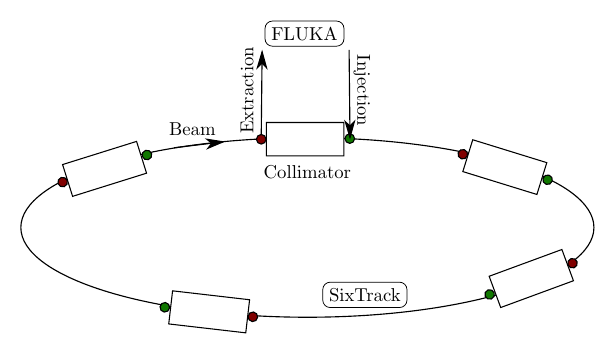 FLUKA
Extraction
Injection
Beam
Collimator
SixTrack